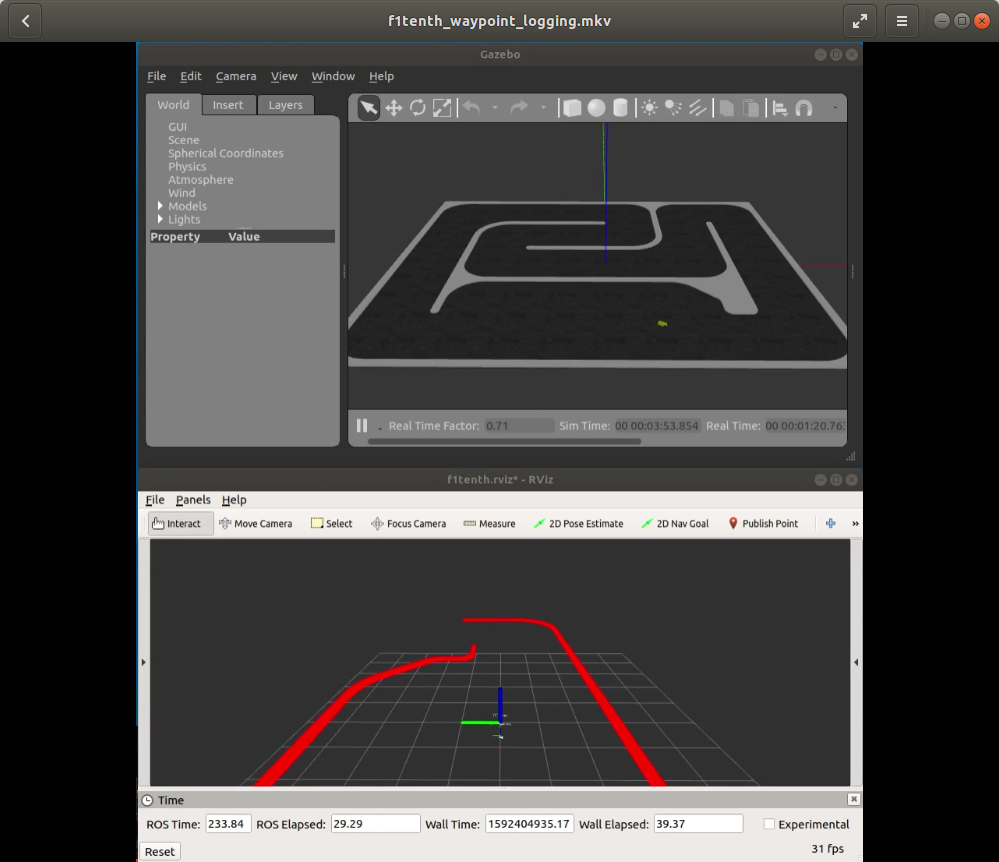 f1tenth_waypoint_logging.mkv
Gazebo
File Edit Camera View Window Help
World Insert Layers
GUI
Scene
Spherical Coordinates
Physics
Atmosphere
Wind
Models
Lights
Property Value
Real Time Factor: 0.71 Sim Time: 00 00:03:53.854 Real Time: 00 00:01:20.763
f1tenth.rviz* - RViz
File Panels Help
Interact Move Camera Select Focus Camera Measure 2D Pose Estimate 2D Nav Goal Publish Point »
Time
ROS Time: 233.84 ROS Elapsed: 29.29 Wall Time: 1592404935.17 Wall Elapsed: 39.37 Experimental
Reset 31 fps